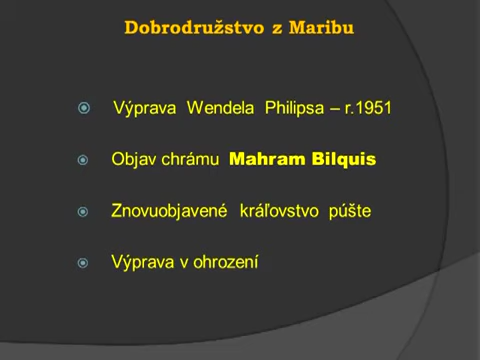 Dobrodružstvo z Maribu
Výprava Wendela Philipsa – r.1951
Objav chrámu Mahram Bilquis
Znovuobjavené kráľovstvo púšte
Výprava v ohrození